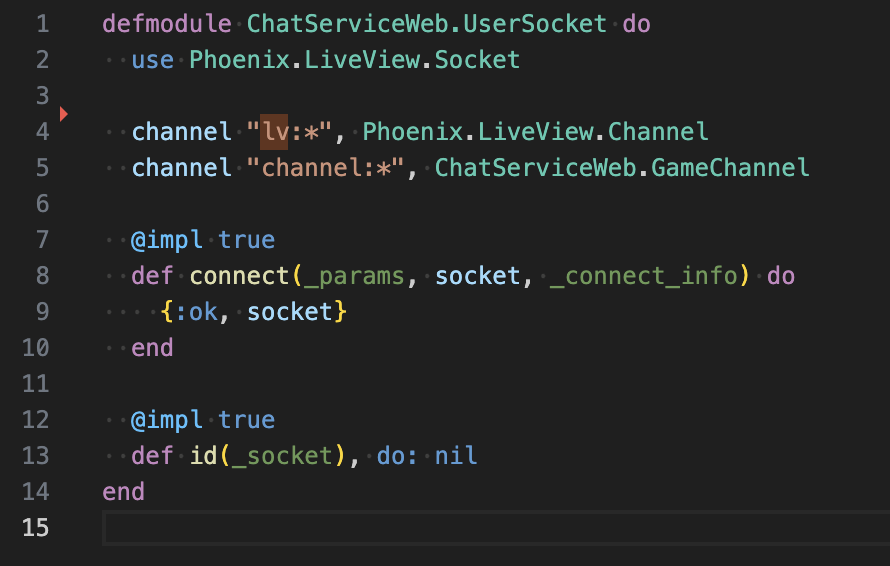 1 defmodule ChatServiceWeb.UserSocket do
2   use Phoenix.LiveView.Socket
3
4   channel "lv:*", Phoenix.LiveView.Channel
5   channel "channel:*", ChatServiceWeb.GameChannel
6
7   @impl true
8   def connect(_params, socket, _connect_info) do
9     {:ok, socket}
10   end
11
12   @impl true
13   def id(_socket), do: nil
14 end
15